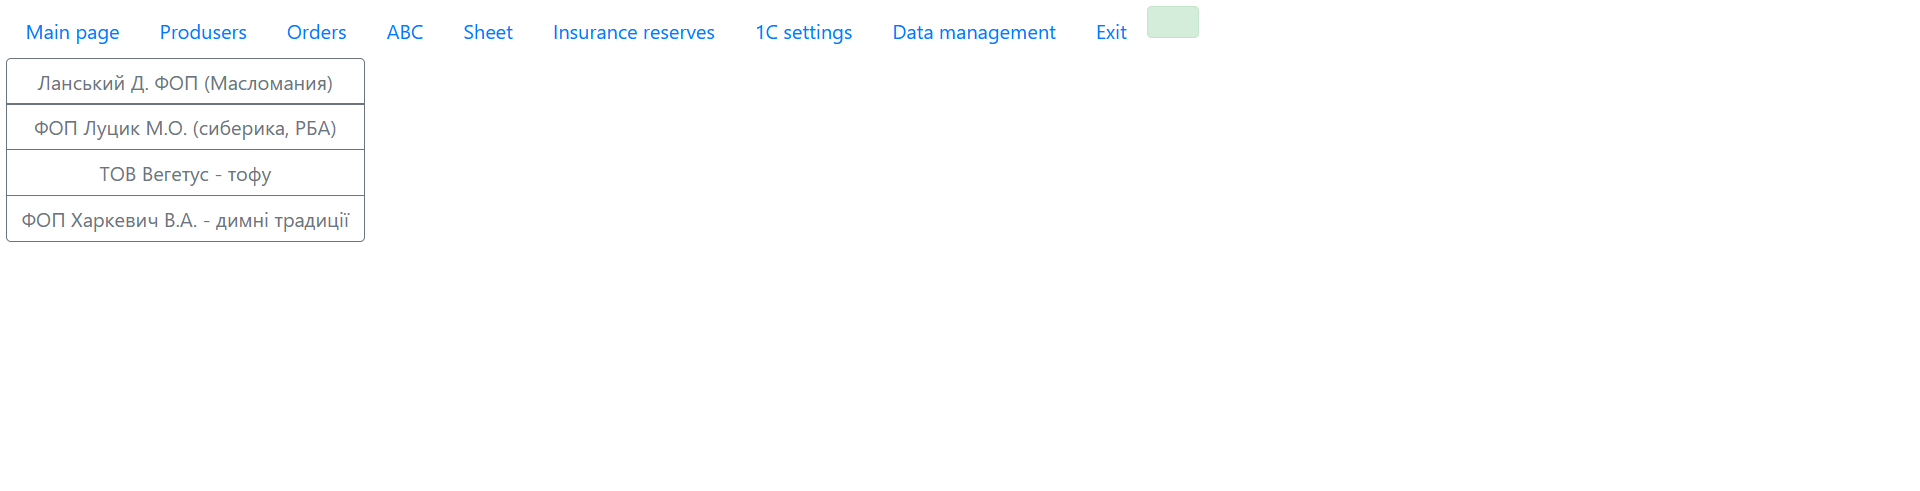 Main page Produsers Orders ABC Sheet Insurance reserves 1C settings Data management Exit
Ланський Д. ФОП (Масломания)
ФОП Луцик М.О. (сиберика, РБА)
ТОВ Вегетус - тофу
ФОП Харкевич В.А. - димні традиції